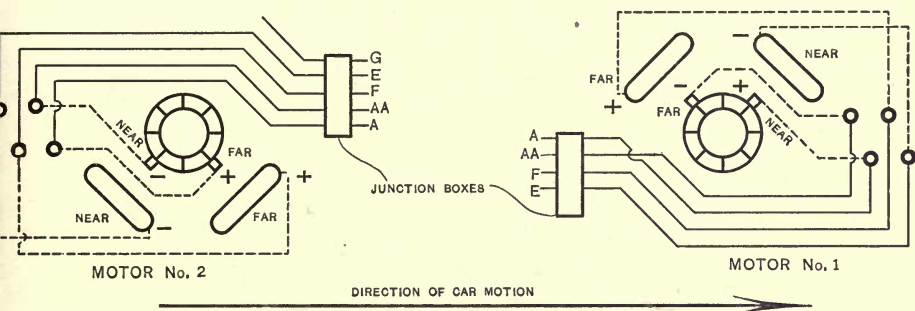 G
E
F
AA
A
NEAR
FAR
−
+
+
NEAR
FAR
−
MOTOR No. 2
JUNCTION BOXES
−
NEAR
FAR
+
−
+
FAR
NEAR
A
AA
F
E
MOTOR No. 1
DIRECTION OF CAR MOTION